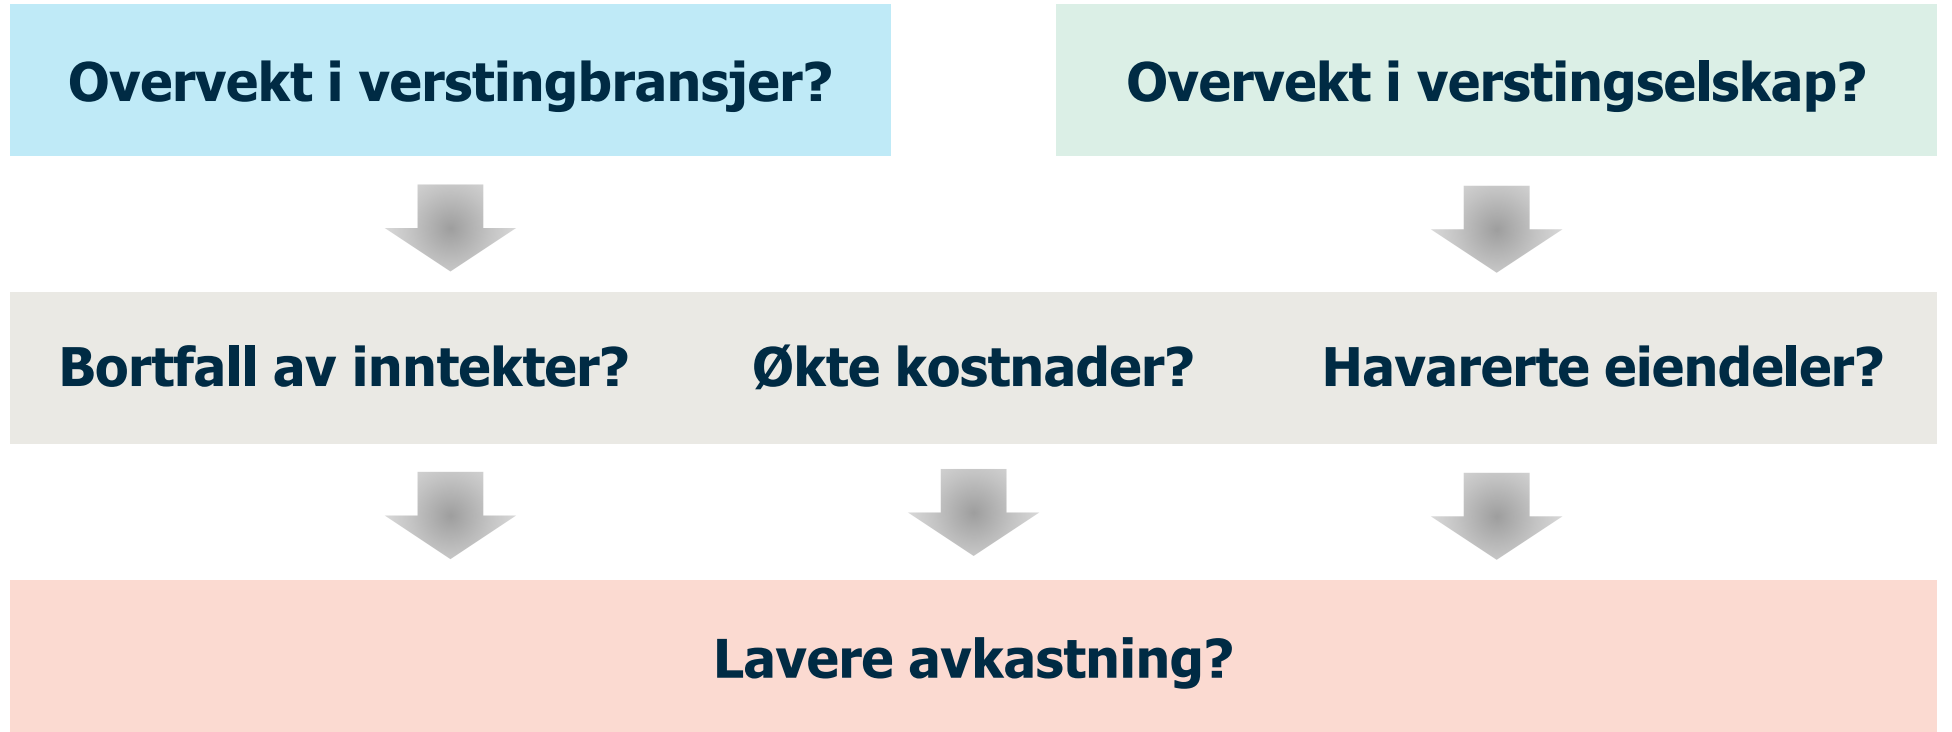 Overvekt i verstingbransjer?
Overvekt i verstingselskap?
Bortfall av inntekter?
Økte kostnader?
Havarerte eiendeler?
Lavere avkastning?